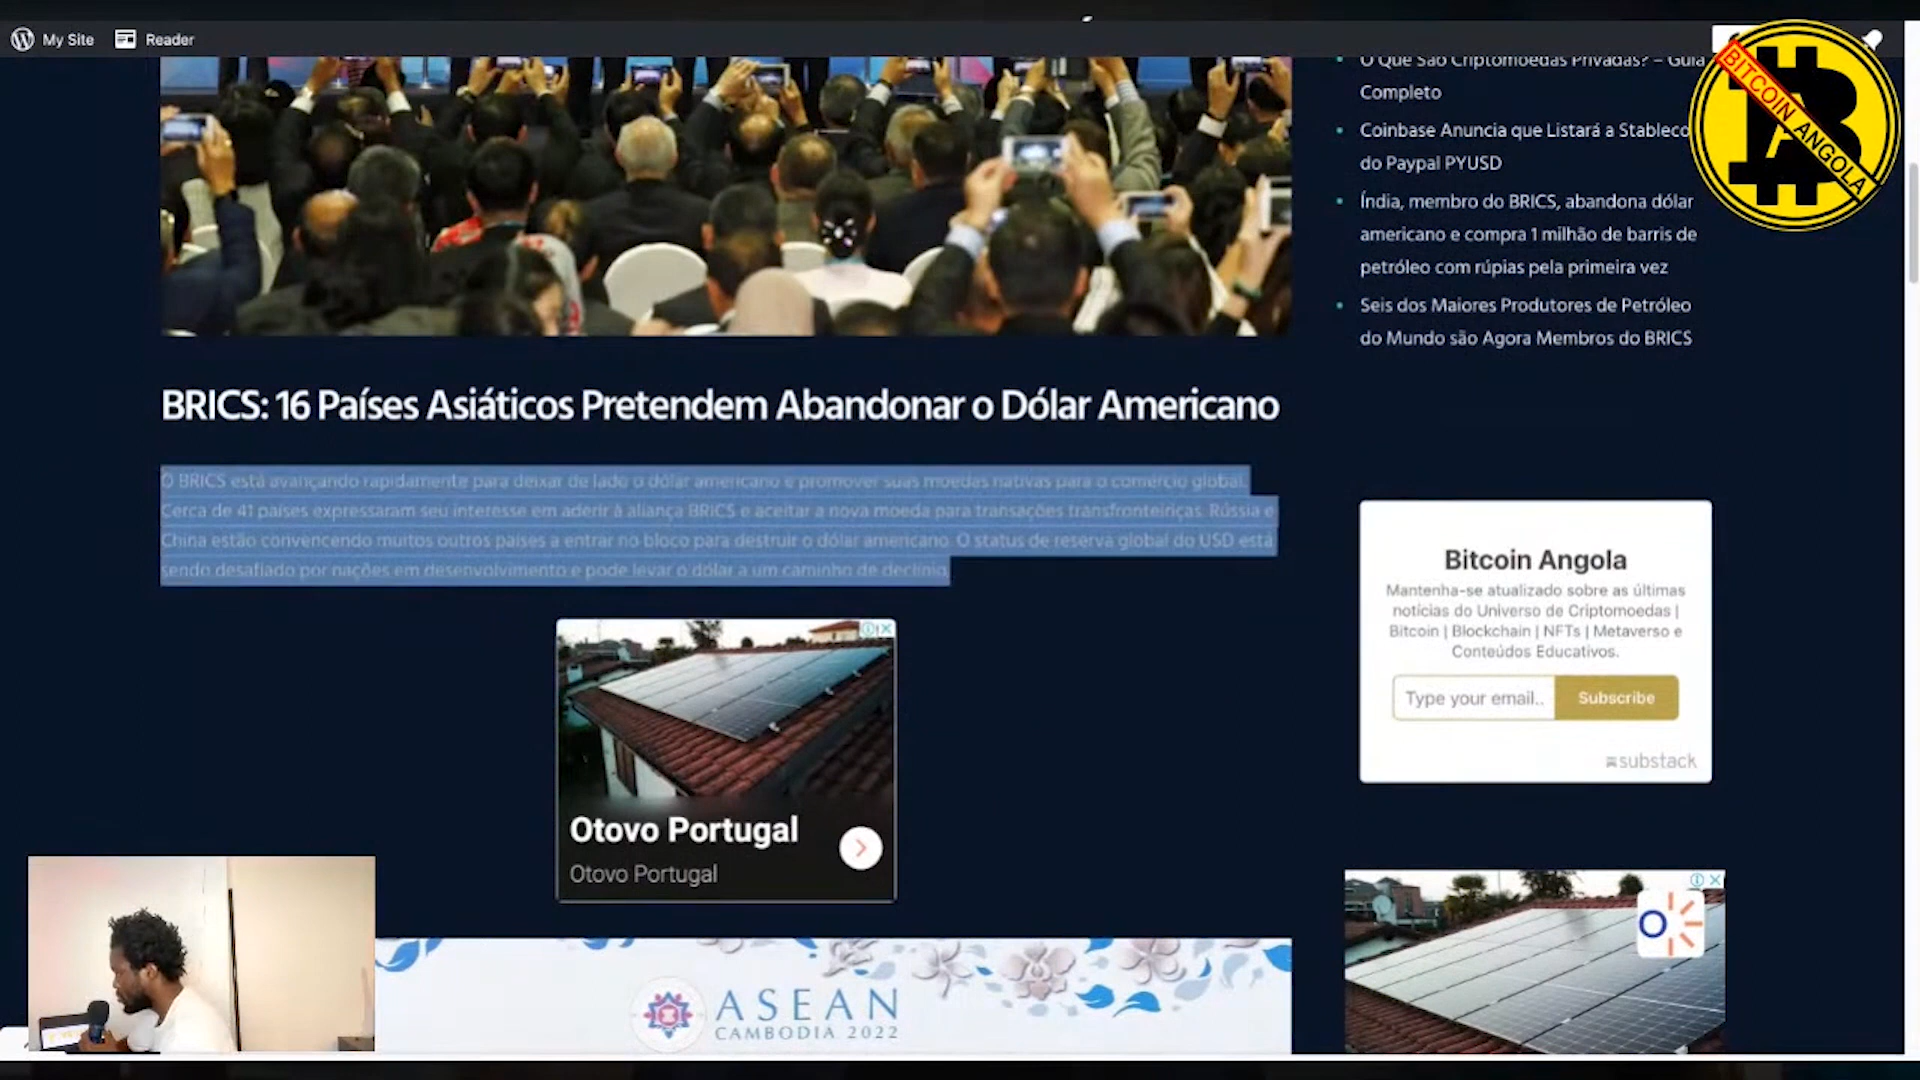 My Site
Reader
O Que São Criptomoedas Privadas? – Guia
Completo
Coinbase Anuncia que Listará a Stableco
do Paypal PYUSD
Índia, membro do BRICS, abandona dólar
americano e compra 1 milhão de barris de
petróleo com rúpias pela primeira vez
Seis dos Maiores Produtores de Petróleo
do Mundo são Agora Membros do BRICS
BITCOIN ANGOLA
BRICS: 16 Países Asiáticos Pretendem Abandonar o Dólar Americano
O BRICS está avançando rapidamente para deixar de lado o dólar americano e promover suas moedas nativas para o comércio global.
Cerca de 41 países expressaram seu interesse em aderir à aliança BRICS e aceitar a nova moeda para transações transfronteiriças. Rússia e
China estão convencendo muitos outros países a entrar no bloco para destruir o dólar americano. O status de reserva global do USD está
sendo desafiado por nações em desenvolvimento e pode levar o dólar a um caminho de declínio.
Otovo Portugal
Otovo Portugal
Bitcoin Angola
Mantenha-se atualizado sobre as últimas
notícias do Universo de Criptomoedas |
Bitcoin | Blockchain | NFTs | Metaverso e
Conteúdos Educativos.
Type your email..
Subscribe
substack
ASEAN
CAMBODIA 2022